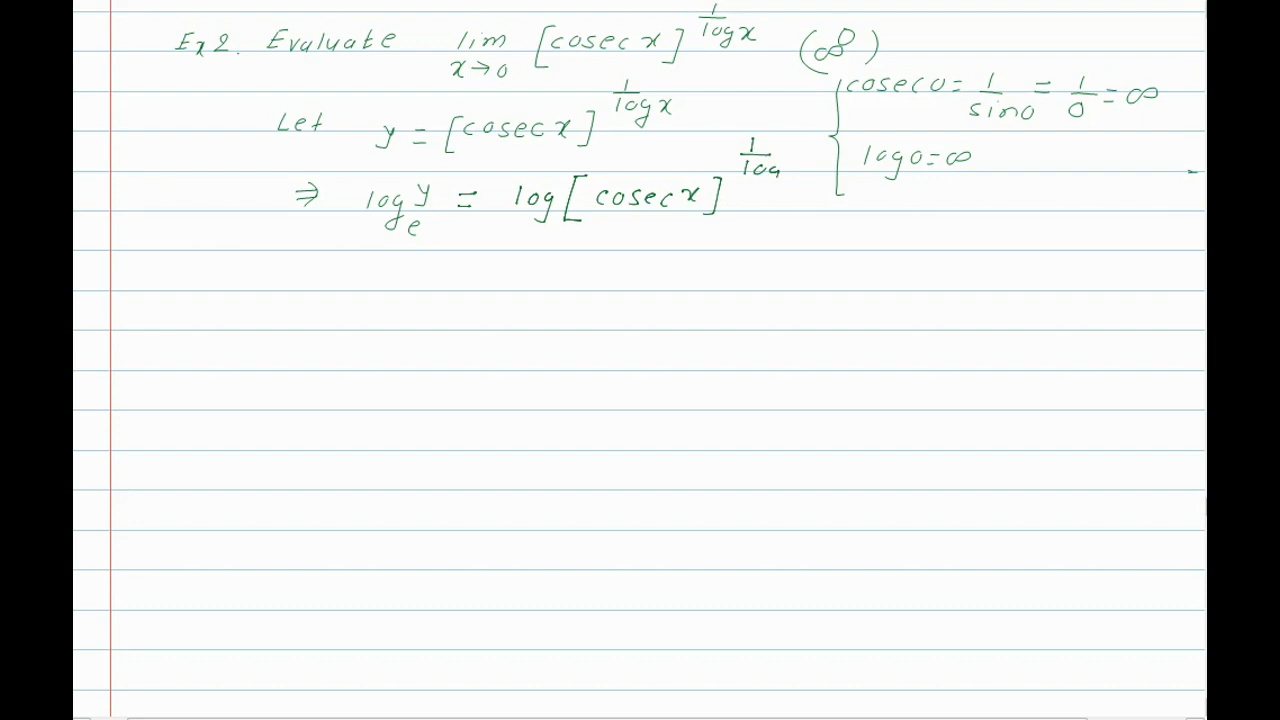 Ex2. Evaluate lim x→0 [cosec x]^(1/log x) (∞^0)
Let y = [cosec x]^(1/log x)
cosec 0 = 1/sin 0 = 1/0 = ∞
log 0 = ∞
⇒ log_e y = log [cosec x]^(1/log